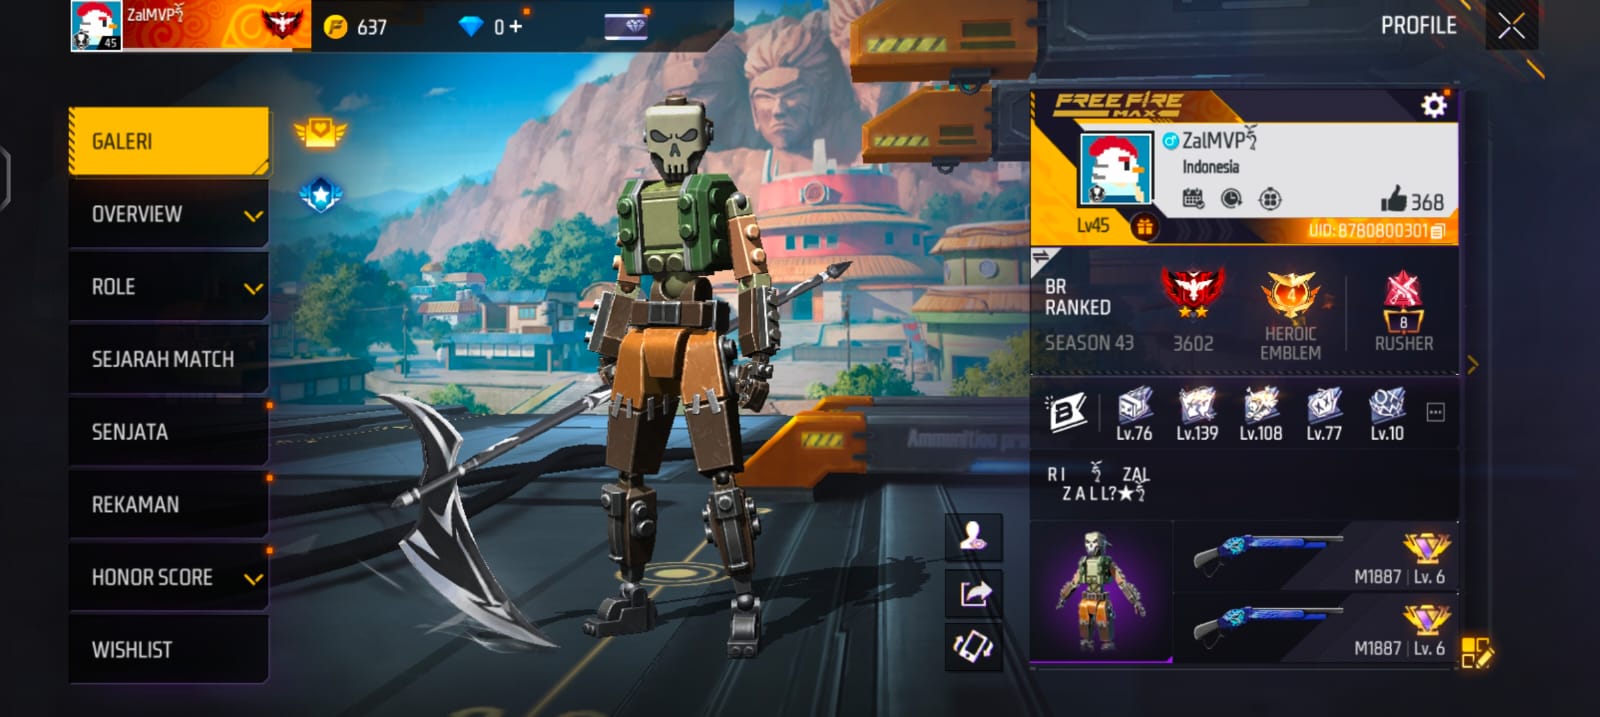 ZalMVP
45
637
0 +
PROFILE
GALERI
OVERVIEW
ROLE
SEJARAH MATCH
SENJATA
REKAMAN
HONOR SCORE
WISHLIST
FREE FIRE
MAX
ZalMVP
Indonesia
368
Lv45
UID: 8780800301
BR
RANKED
SEASON 43
3602
4
HEROIC
EMBLEM
8
RUSHER
B
Lv.76
Lv.139
Lv.108
Lv.77
Lv.10
R I ZAL
Z A L L?★
M1887 | Lv. 6
M1887 | Lv. 6